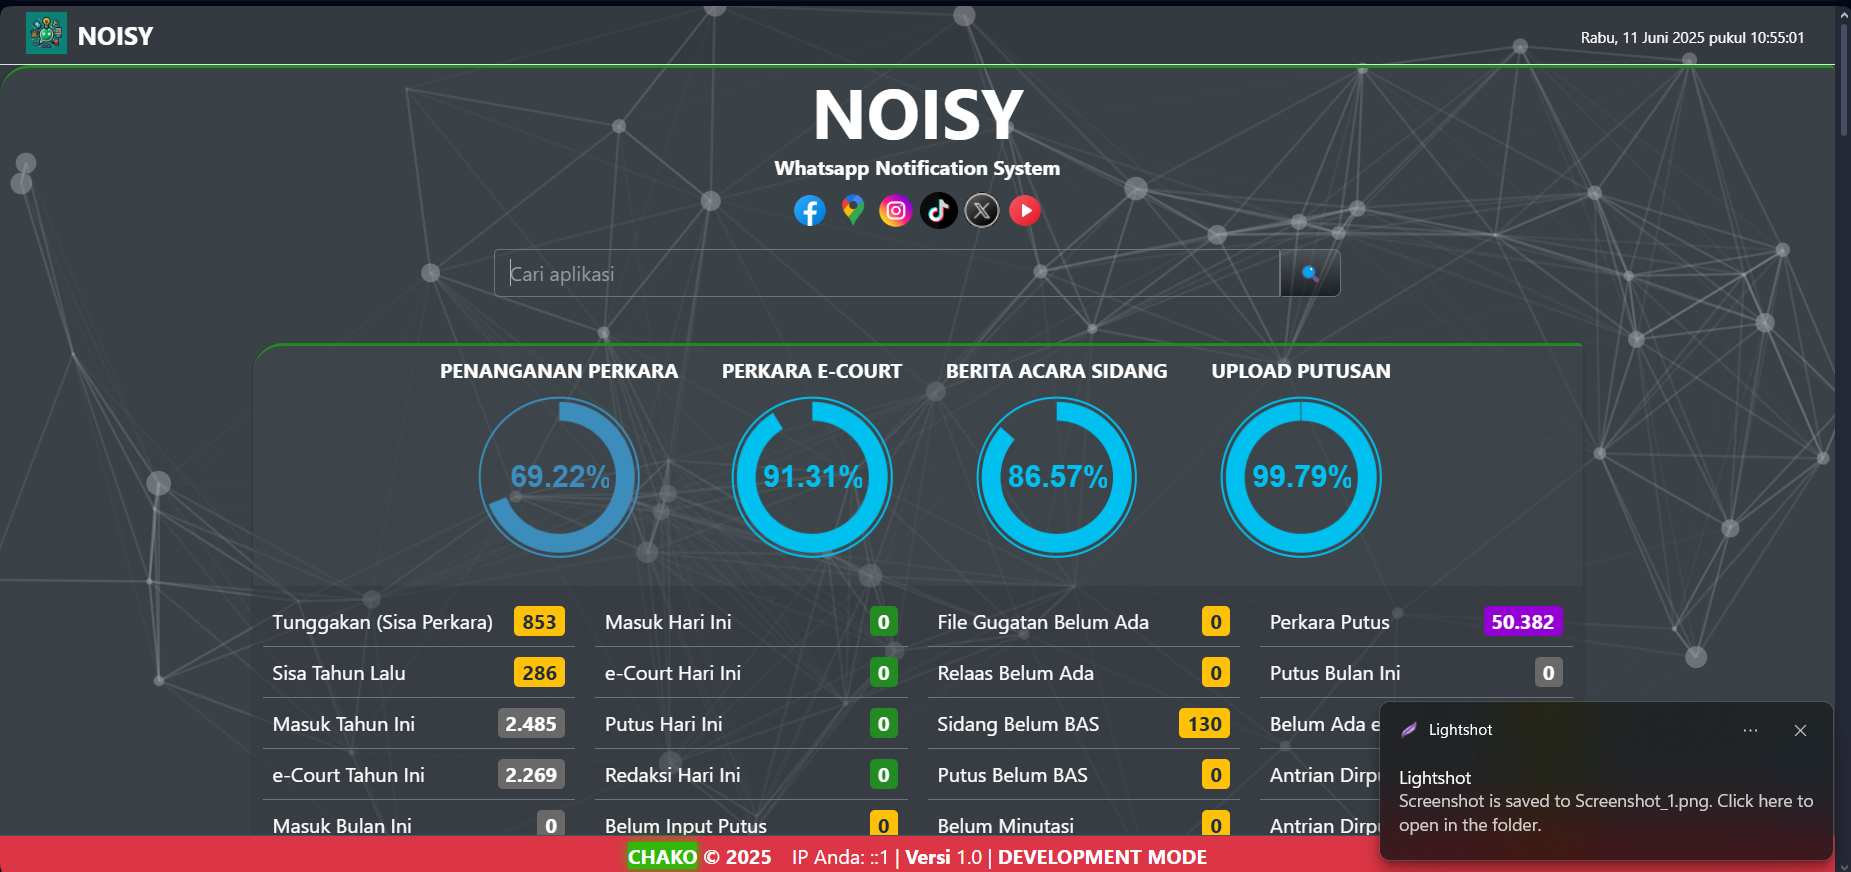 NOISY
Rabu, 11 Juni 2025 pukul 10:55:01
NOISY
Whatsapp Notification System
Cari aplikasi
PENANGANAN PERKARA
PERKARA E-COURT
BERITA ACARA SIDANG
UPLOAD PUTUSAN
69.22%
91.31%
86.57%
99.79%
Tunggakan (Sisa Perkara) 853
Masuk Hari Ini 0
File Gugatan Belum Ada 0
Perkara Putus 50.382
Sisa Tahun Lalu 286
e-Court Hari Ini 0
Relaas Belum Ada 0
Putus Bulan Ini 0
Masuk Tahun Ini 2.485
Putus Hari Ini 0
Sidang Belum BAS 130
Belum Ada e
e-Court Tahun Ini 2.269
Redaksi Hari Ini 0
Putus Belum BAS 0
Antrian Dirpu
Masuk Bulan Ini 0
Belum Input Putus 0
Belum Minutasi 0
Antrian Dirpu
Lightshot
Lightshot
Screenshot is saved to Screenshot_1.png. Click here to
open in the folder.
CHAKO © 2025 IP Anda: ::1 | Versi 1.0 | DEVELOPMENT MODE